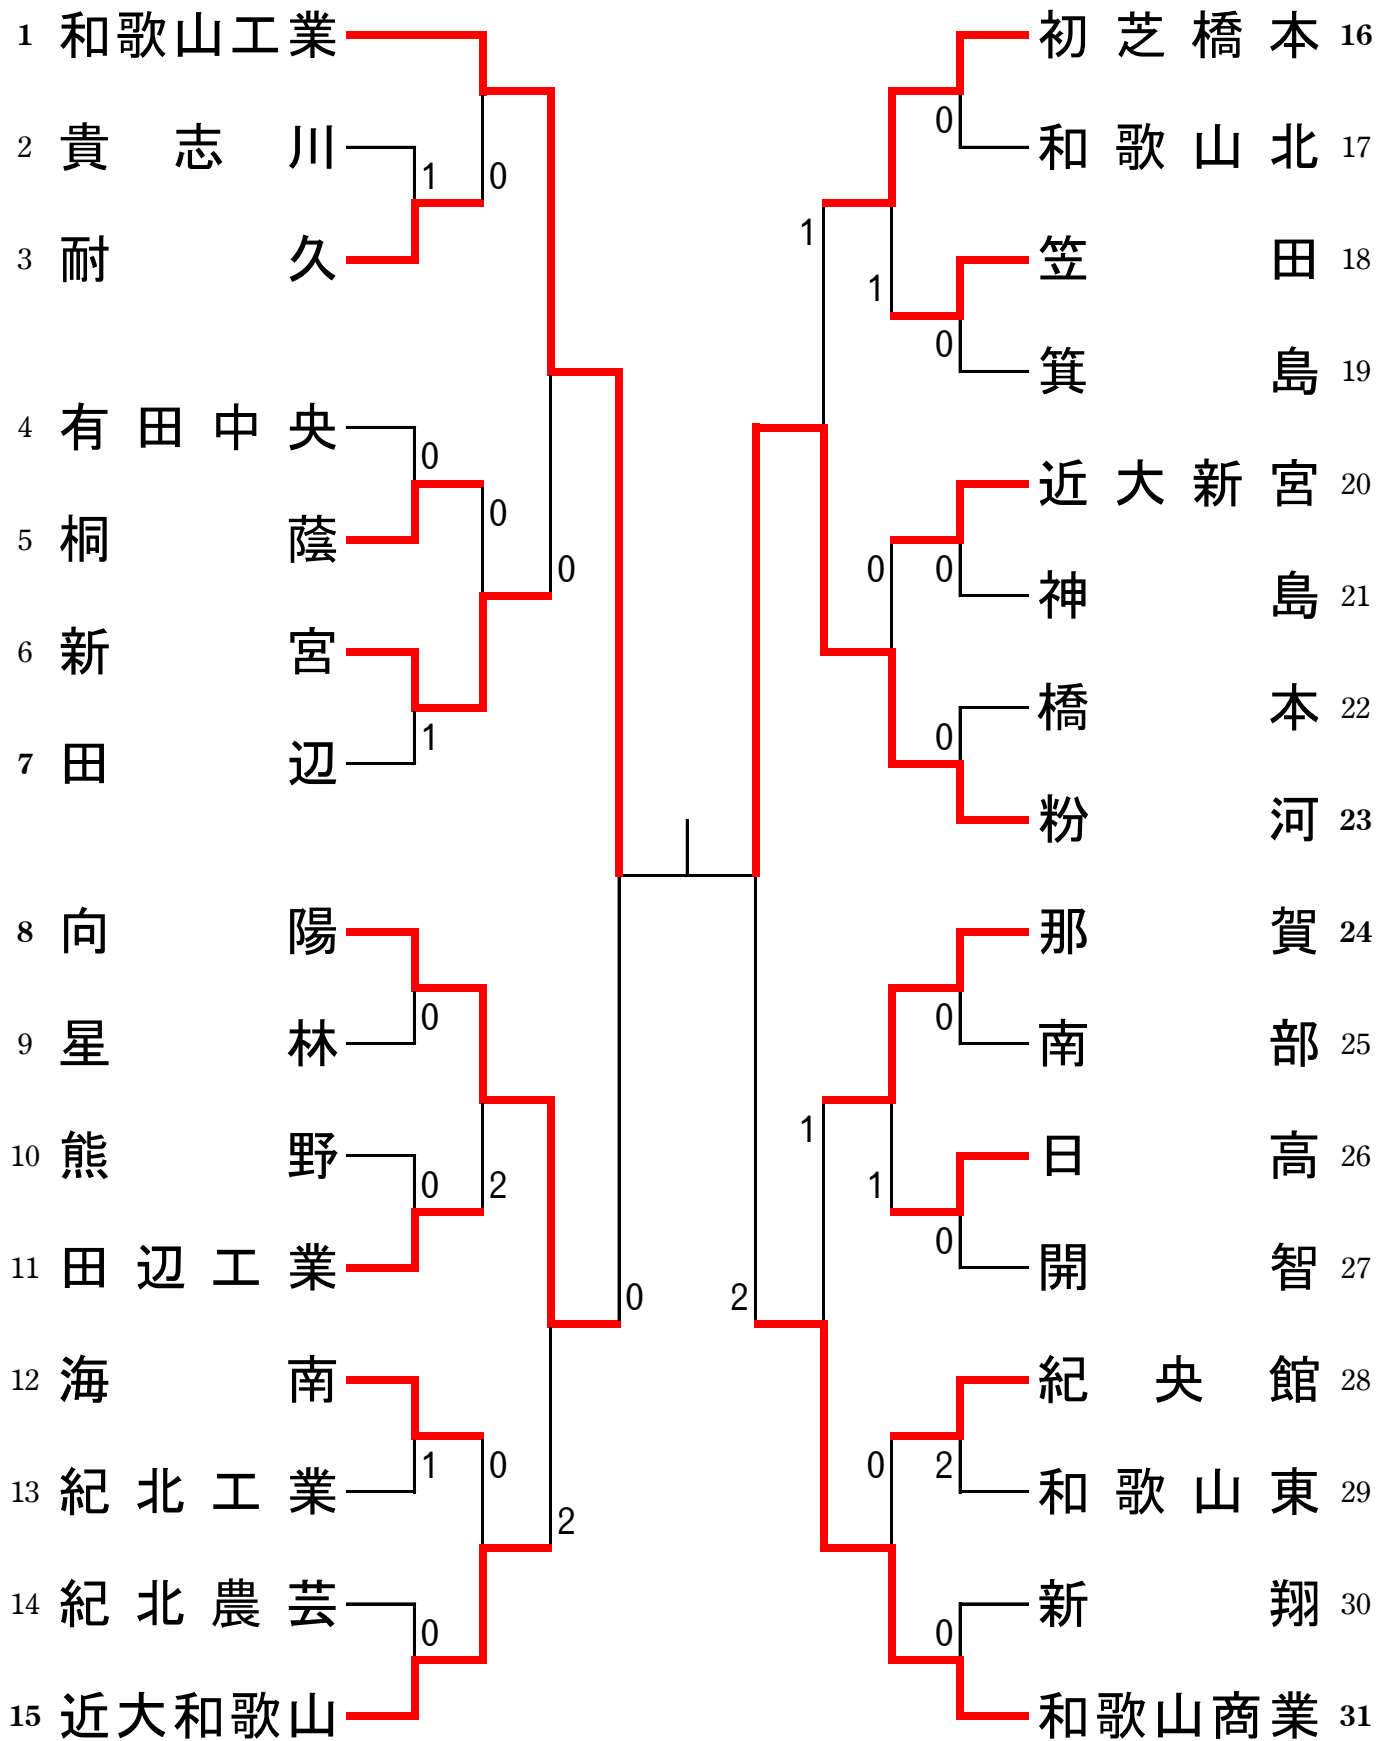 1 和歌山工業
2 貴志川
1
0
3 耐久
4 有田中央
0
0
5 桐蔭
0
6 新宮
1
7 田辺
8 向陽
0
9 星林
10 熊野
0
2
11 田辺工業
0
12 海南
1
0
13 紀北工業
2
14 紀北農芸
0
15 近大和歌山
初芝橋本 16
0
和歌山北 17
1
笠田 18
1
0
箕島 19
近大新宮 20
0
0
神島 21
橋本 22
0
粉河 23
那賀 24
0
南部 25
1
日高 26
1
0
開智 27
2
紀央館 28
0
2
和歌山東 29
新翔 30
0
和歌山商業 31